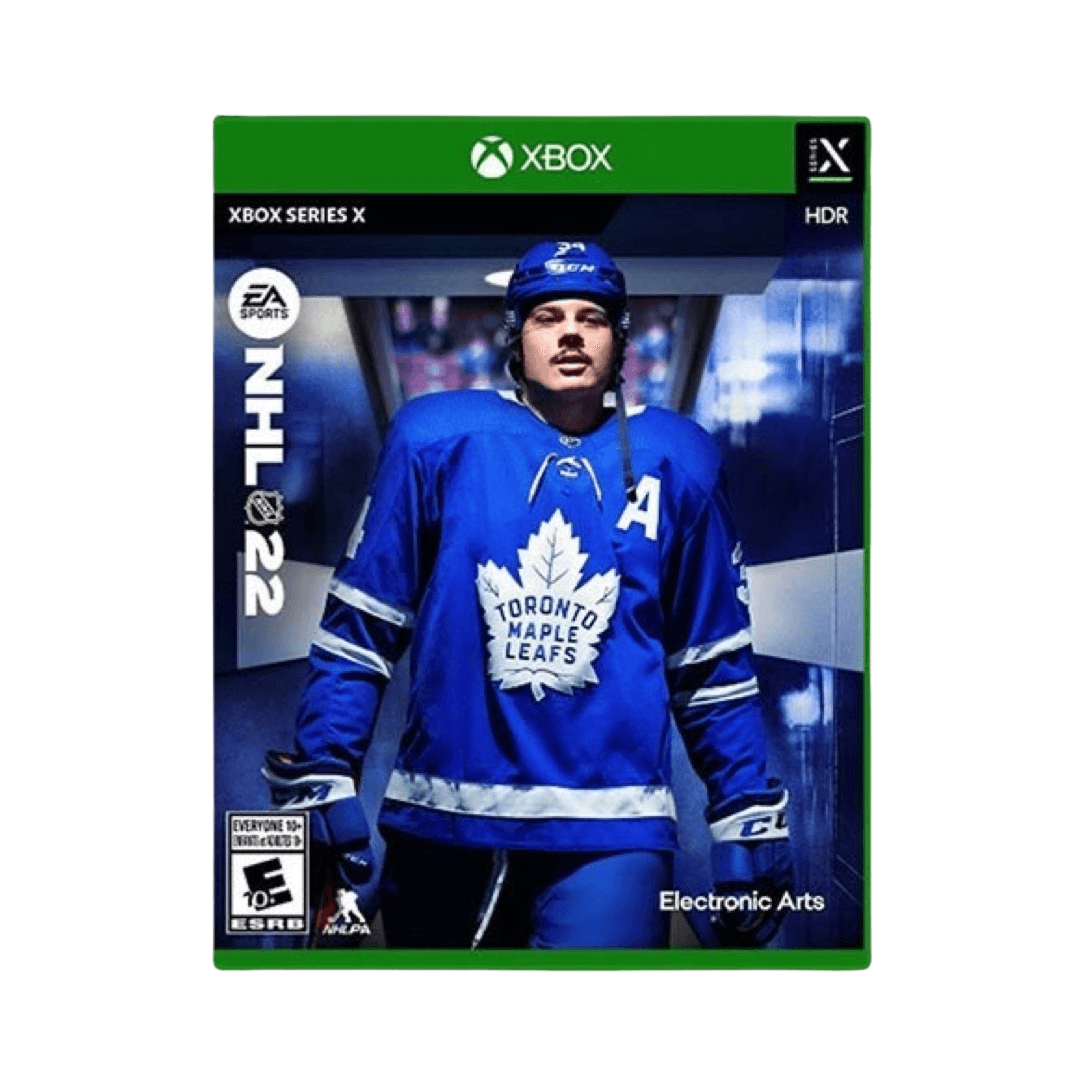 XBOX
SERIES X
XBOX SERIES X
HDR
EA
SPORTS
NHL 22
34
CCM
A
TORONTO
MAPLE
LEAFS
EVERYONE 10+
E
10+
ESRB
NHLPA
Electronic Arts